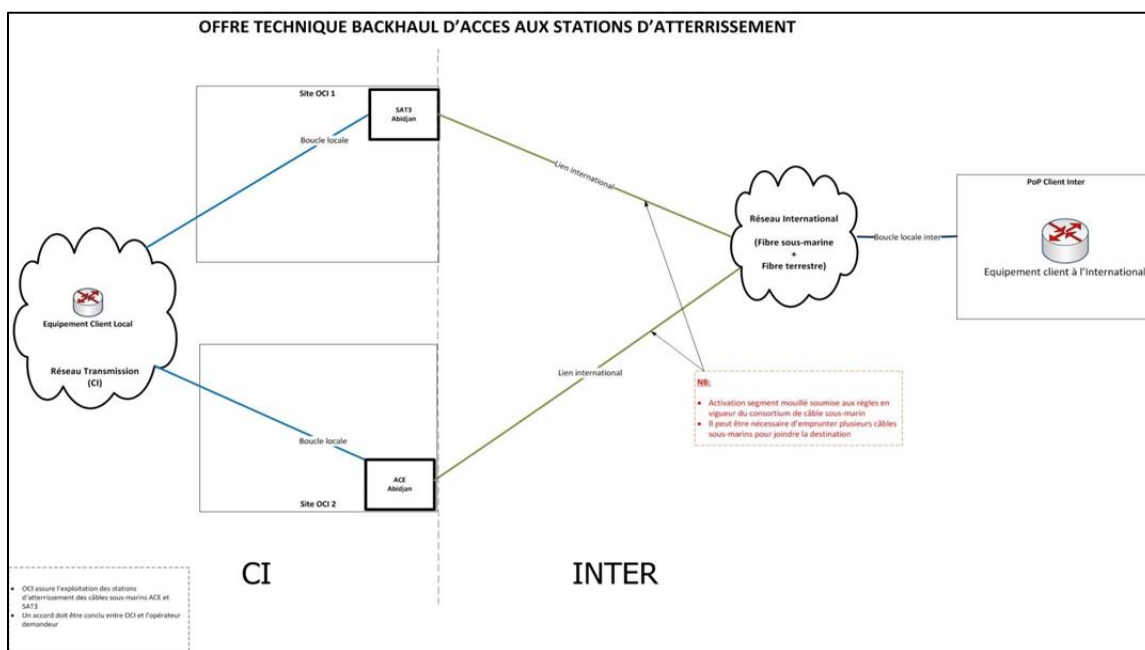 OFFRE TECHNIQUE BACKHAUL D'ACCES AUX STATIONS D'ATTERRISSEMENT
Site OCI 1
SAT3
Abidjan
Boucle locale
Lien international
Réseau International
(Fibre sous-marine
+
Fibre terrestre)
Boucle locale inter
PoP Client Inter
Equipement client à l'International
Equipement Client Local
Réseau Transmission
(CI)
Boucle locale
ACE
Abidjan
Site OCI 2
Lien international
NB:
• Activation segment mouillé soumise aux règles en
vigueur du consortium de câble sous-marin
• Il peut être nécessaire d'emprunter plusieurs câbles
sous-marins pour joindre la destination
CI
INTER
• OCI assure l'exploitation des stations
d'atterrissement des câbles sous-marins ACE et
SAT3
• Un accord doit être conclu entre OCI et l'opérateur
demandeur